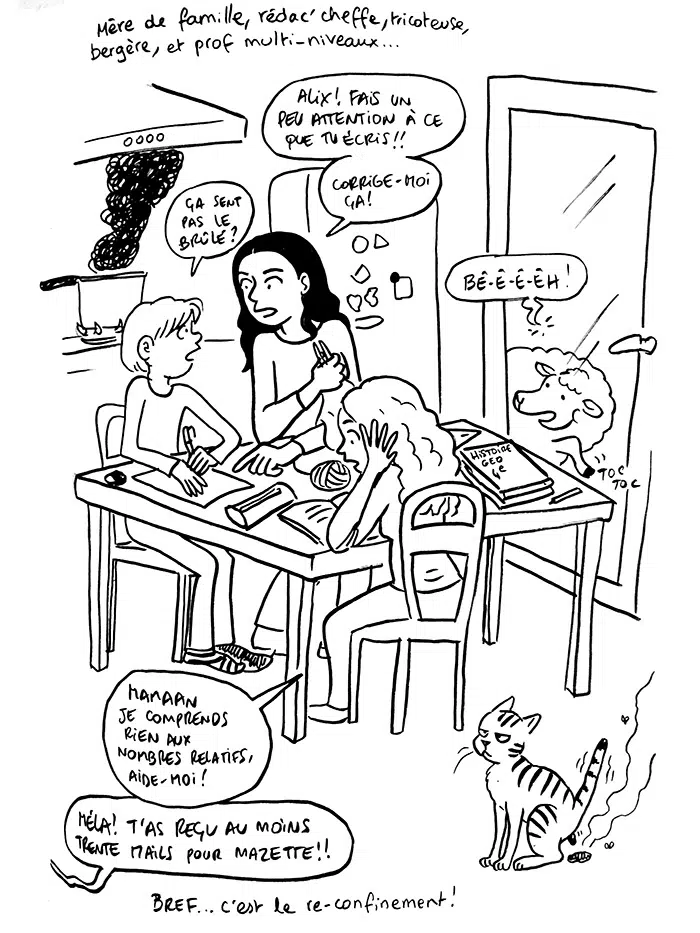 Mère de famille, rédac' cheffe, tricoteuse,
bergère, et prof multi-niveaux...
ALIX! FAIS UN
PEU ATTENTION À CE
QUE TU ÉCRIS!!
CORRIGE-MOI
ÇA!
ÇA SENT
PAS LE
BRÛLÉ?
BÊ-Ê-Ê-ÊH!
HISTOIRE
GEO
4e
TOC
TOC
MAMAAN
JE COMPRENDS
RIEN AUX
NOMBRES RELATIFS,
AIDE-MOI!
MÉLA! T'AS REÇU AU MOINS
TRENTE MAILS POUR MAZETTE!!
BREF... c'est le re-confinement!